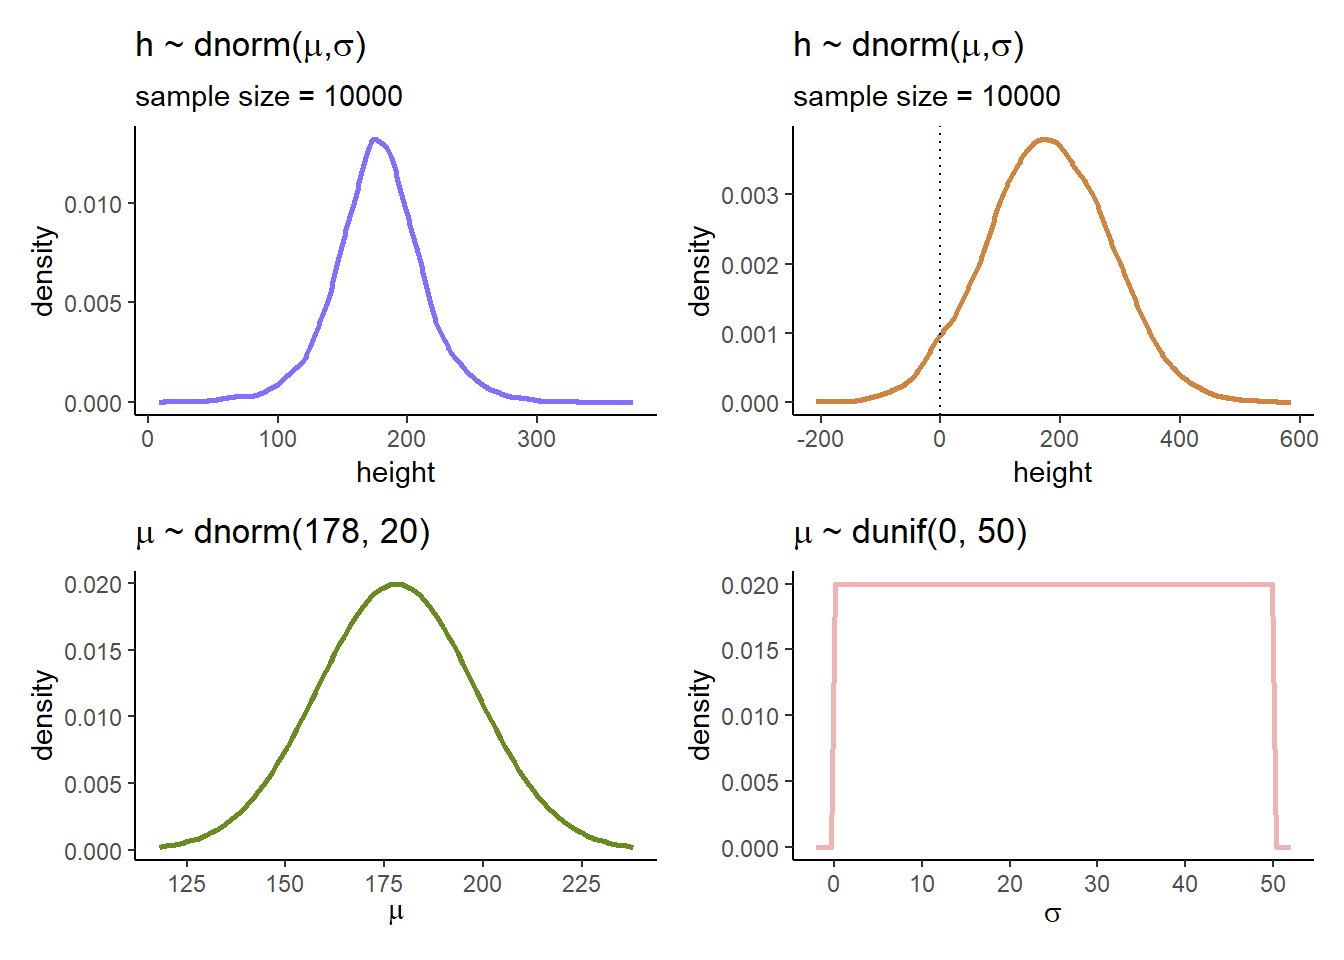 h ~ dnorm(μ,σ)
sample size = 10000
density
0.010
0.005
0.000
0 100 200 300
height
h ~ dnorm(μ,σ)
sample size = 10000
density
0.003
0.002
0.001
0.000
-200 0 200 400 600
height
μ ~ dnorm(178, 20)
density
0.020
0.015
0.010
0.005
0.000
125 150 175 200 225
μ
μ ~ dunif(0, 50)
density
0.020
0.015
0.010
0.005
0.000
0 10 20 30 40 50
σ